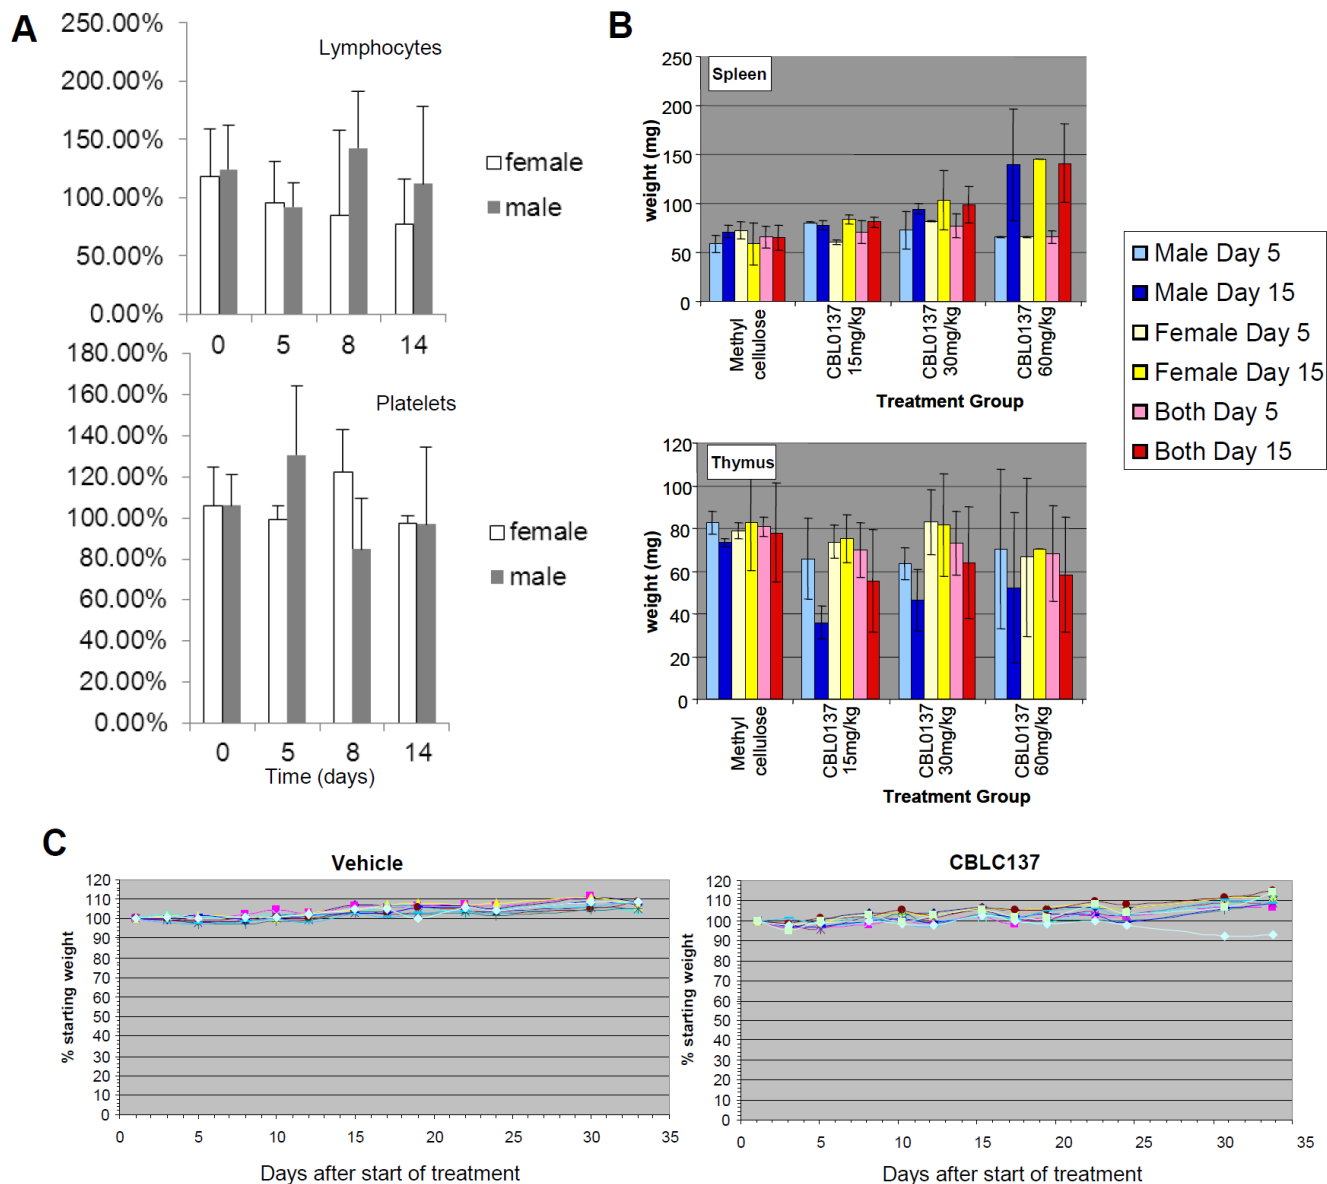 A
250.00%
200.00%
150.00%
100.00%
50.00%
0.00%
Lymphocytes
female
male
0 5 8 14
180.00%
160.00%
140.00%
120.00%
100.00%
80.00%
60.00%
40.00%
20.00%
0.00%
Platelets
female
male
0 5 8 14
Time (days)
B
Spleen
weight (mg)
250
200
150
100
50
0
Methyl
cellulose
CBL0137
15mg/kg
CBL0137
30mg/kg
CBL0137
60mg/kg
Treatment Group
Thymus
weight (mg)
120
100
80
60
40
20
0
Methyl
cellulose
CBL0137
15mg/kg
CBL0137
30mg/kg
CBL0137
60mg/kg
Treatment Group
Male Day 5
Male Day 15
Female Day 5
Female Day 15
Both Day 5
Both Day 15
C
Vehicle
% starting weight
120
110
100
90
80
70
60
50
40
30
20
10
0
0 5 10 15 20 25 30 35
Days after start of treatment
CBLC137
% starting weight
120
110
100
90
80
70
60
50
40
30
20
10
0
0 5 10 15 20 25 30 35
Days after start of treatment